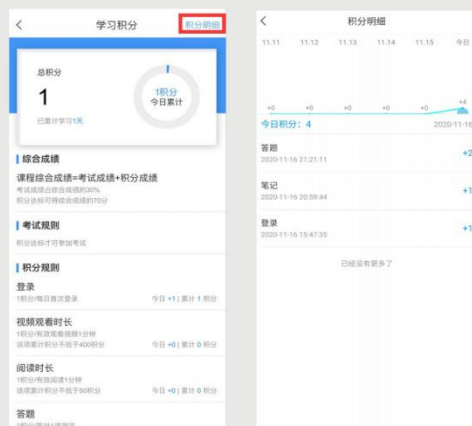 学习积分
积分明细
总积分
1
已累计学习1天
1积分
今日累计
综合成绩
课程综合成绩=考试成绩+积分成绩
考试成绩占综合成绩的30%
积分达标可得综合成绩的70分
考试规则
积分达标才可参加考试
积分规则
登录
1积分/每日首次登录
今日 +1 | 累计 1 积分
视频观看时长
1积分/有效观看视频1分钟
该项累计积分不低于400积分
今日 +0 | 累计 0 积分
阅读时长
1积分/有效阅读1分钟
该项累计积分不低于50积分
今日 +0 | 累计 0 积分
答题
积分明细
11.11 11.12 11.13 11.14 11.15 今日
+0 +0 +0 +0 +0 +4
今日积分：4
2020-11-16
答题
2020-11-16 21:21:11
+2
笔记
2020-11-16 20:59:44
+1
登录
2020-11-16 15:47:35
+1
已经没有更多了